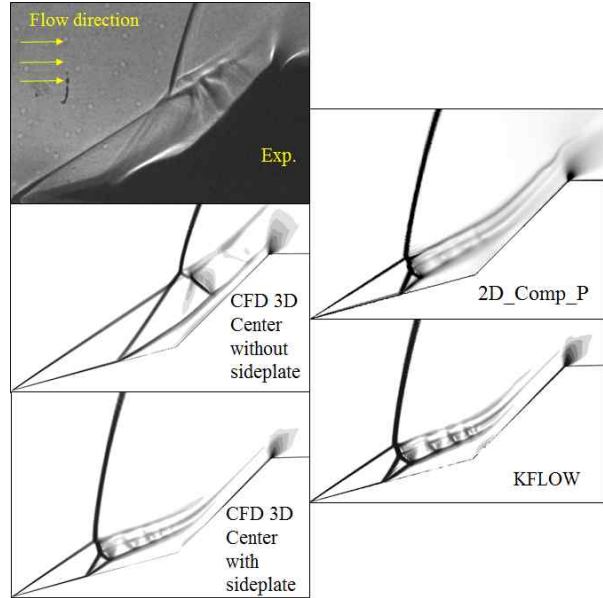 Flow direction
Exp.
CFD 3D
Center
without
sideplate
CFD 3D
Center
with
sideplate
2D_Comp_P
KFLOW